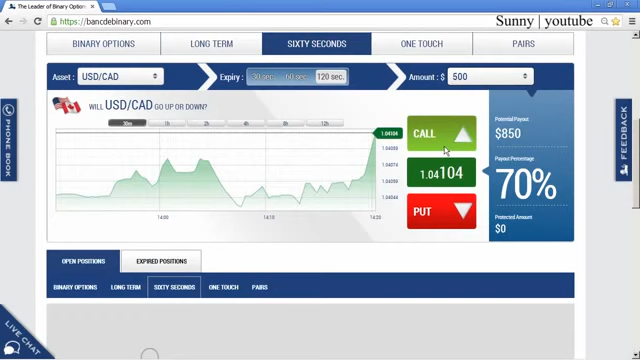 The Leader of Binary Option
https://bancdebinary.com
Sunny | youtube
BINARY OPTIONS
LONG TERM
SIXTY SECONDS
ONE TOUCH
PAIRS
Asset: USD/CAD
Expiry: 30 sec. 60 sec. 120 sec.
Amount: $ 500
WILL USD/CAD GO UP OR DOWN?
30m 1h 2h 4h 8h 12h
1.04104
1.04089
1.04074
1.04059
14:00 14:10 14:20
CALL
1.04104
PUT
Potential Payout
$850
Payout Percentage
70%
Protected Amount
$0
PHONE BOOK
FEEDBACK
OPEN POSITIONS
EXPIRED POSITIONS
BINARY OPTIONS
LONG TERM
SIXTY SECONDS
ONE TOUCH
PAIRS
LIVE CHAT